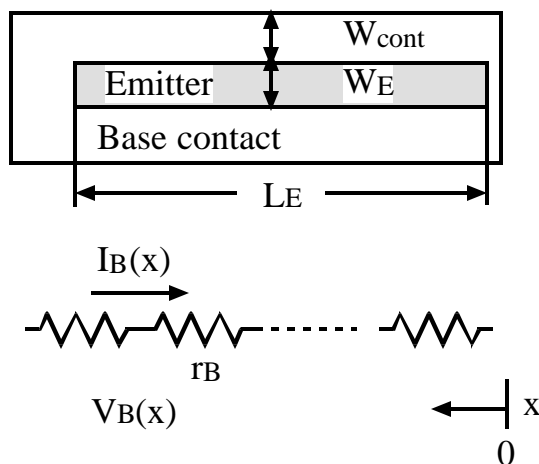 Wcont
Emitter WE
Base contact
LE
IB(x)
rB
VB(x)
x
0